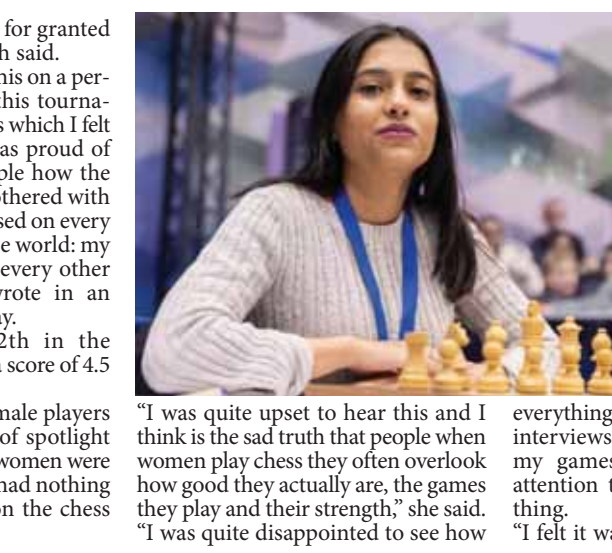 for granted
h said.
his on a per-
this tourna-
s which I felt
as proud of
ple how the
othered with
sed on every
e world: my
every other
wrote in an
y.
2th in the
score of 4.5
male players
of spotlight
women were
had nothing
on the chess
“I was quite upset to hear this and I
think is the sad truth that people when
women play chess they often overlook
how good they actually are, the games
they play and their strength,” she said.
“I was quite disappointed to see how
everything
interviews
my games
attention t
thing.
“I felt it wa